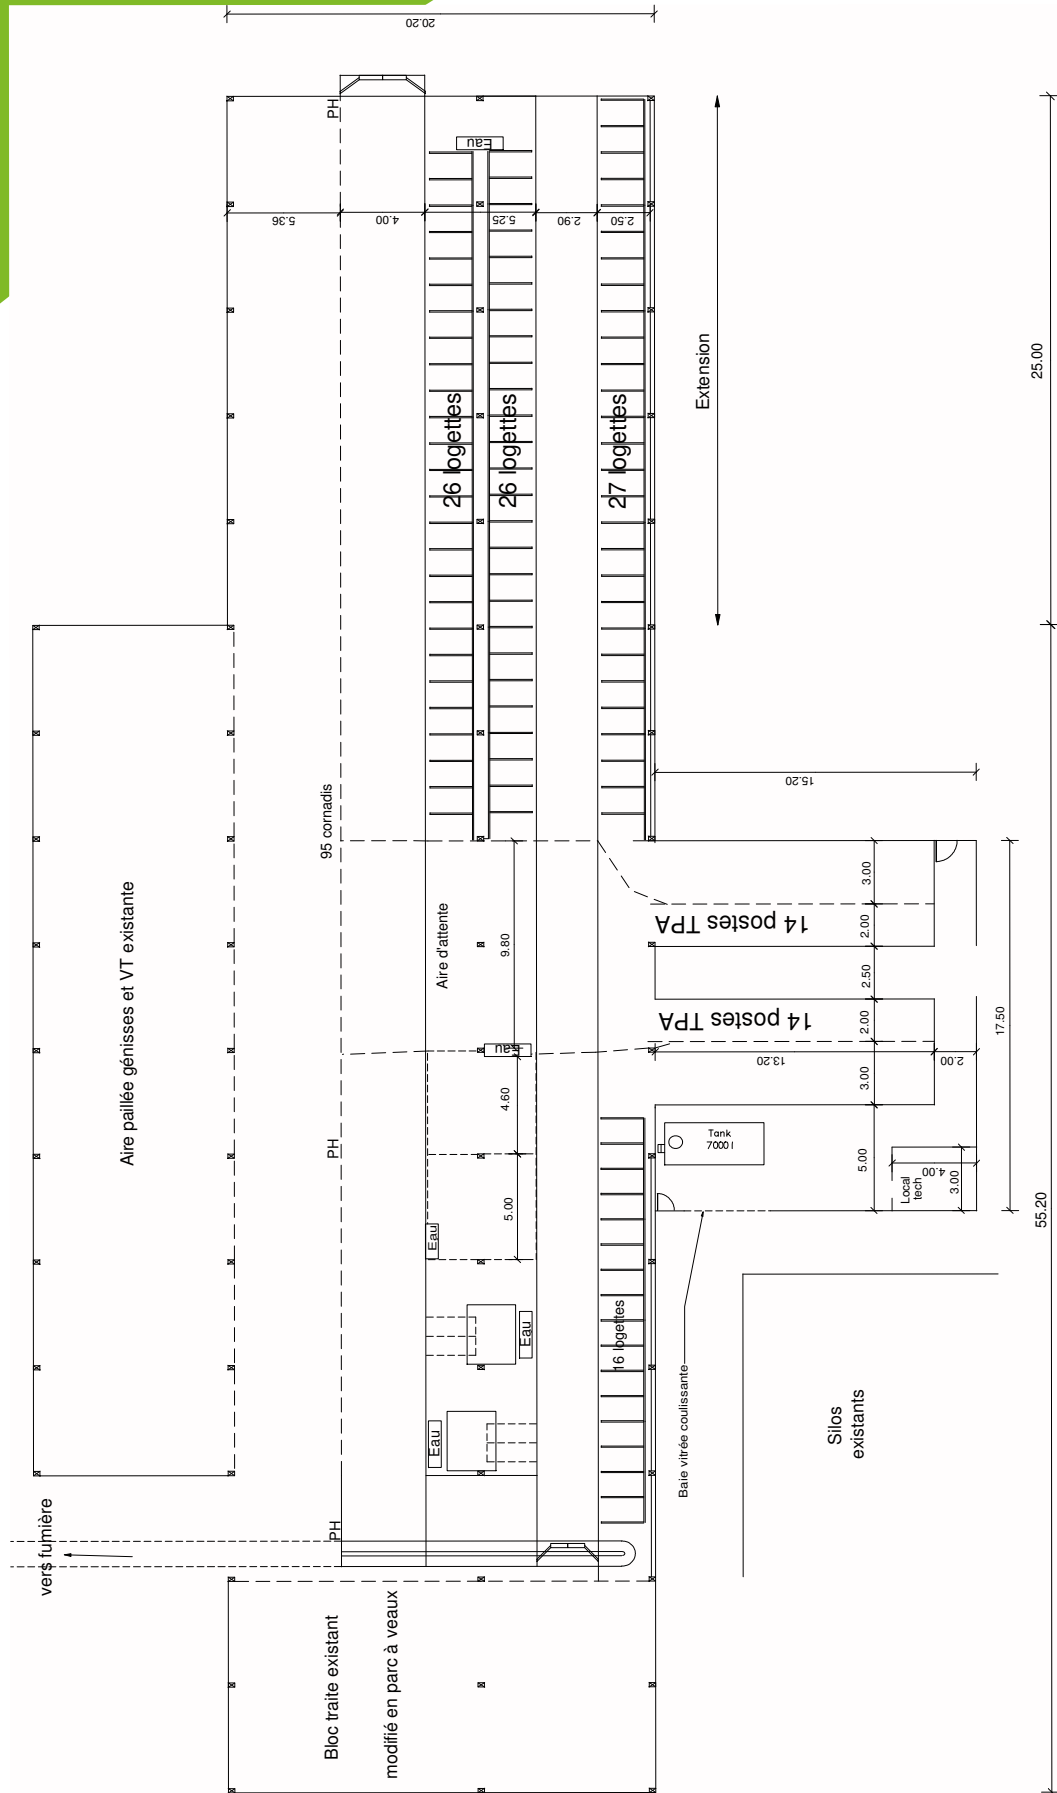 20.20
PH
Eau
5.36
4.00
5.25
2.90
2.50
25.00
Extension
26 logettes
26 logettes
27 logettes
95 cornadis
15.20
Aire paillée génisses et VT existante
Aire d'attente
9.80
3.00
2.00
14 postes TPA
2.50
14 postes TPA
2.00
17.50
Eau
13.20
2.00
3.00
4.60
PH
Tank
7000 l
5.00
4.00
Local
tech
3.00
5.00
Eau
55.20
16 logettes
Eau
Baie vitrée coulissante
Silos
existants
Eau
vers fumière
PH
Bloc traite existant
modifié en parc à veaux